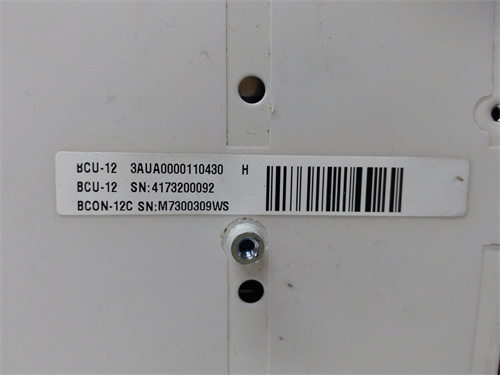 BCU-12 3AUA0000110430 H
BCU-12 SN:4173200092
BCON-12C SN:M7300309WS